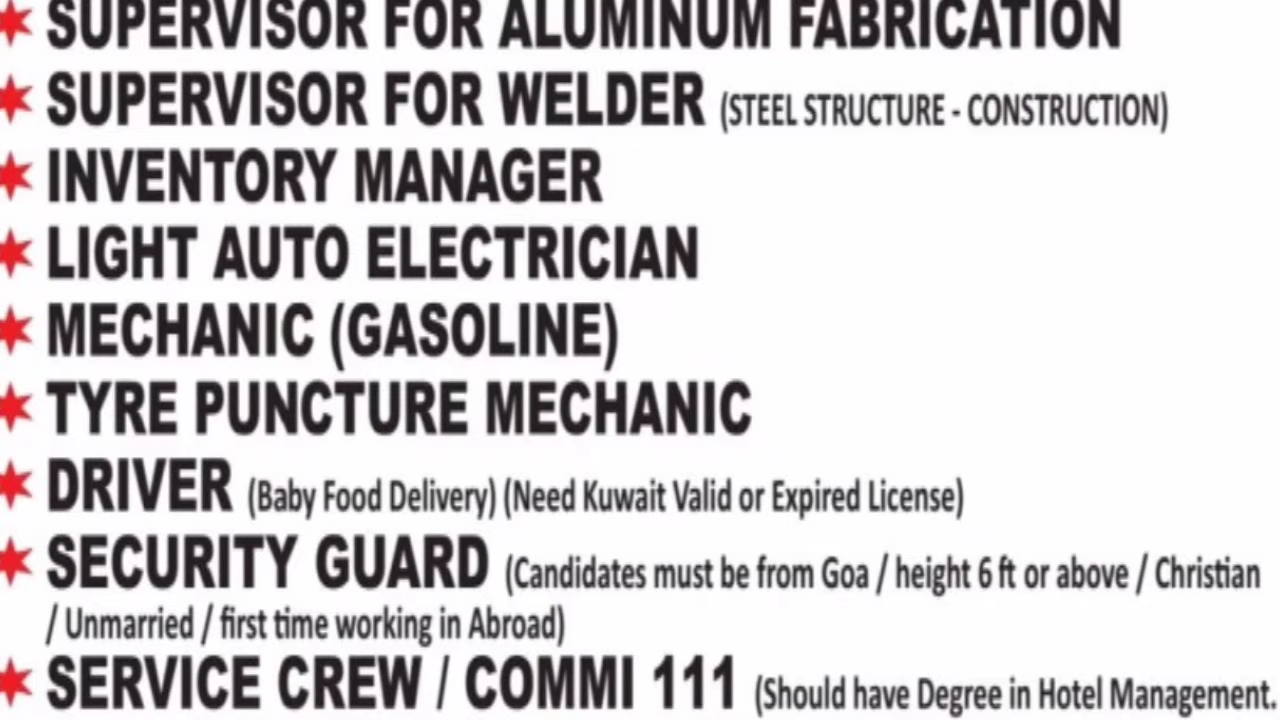 SUPERVISOR FOR ALUMINUM FABRICATION
SUPERVISOR FOR WELDER (STEEL STRUCTURE - CONSTRUCTION)
INVENTORY MANAGER
LIGHT AUTO ELECTRICIAN
MECHANIC (GASOLINE)
TYRE PUNCTURE MECHANIC
DRIVER (Baby Food Delivery) (Need Kuwait Valid or Expired License)
SECURITY GUARD (Candidates must be from Goa / height 6 ft or above / Christian
/ Unmarried / first time working in Abroad)
SERVICE CREW / COMMI 111 (Should have Degree in Hotel Management.